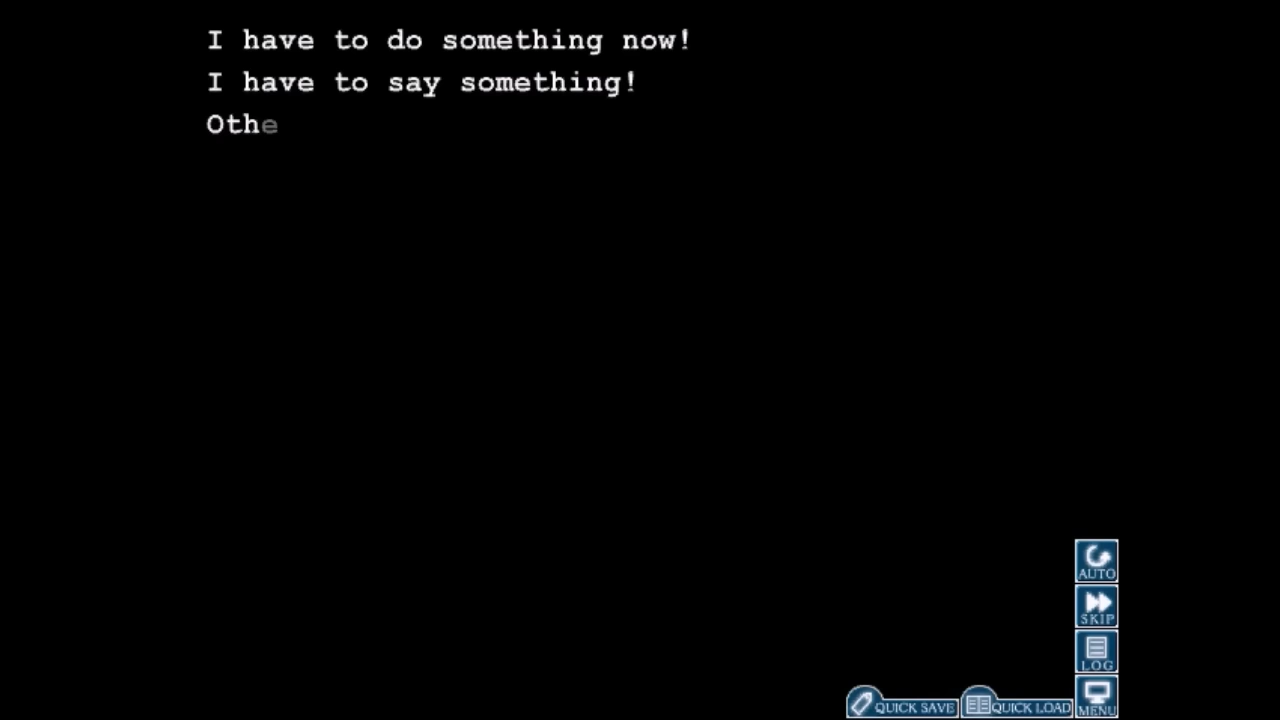 I have to do something now!
I have to say something!
Othe
AUTO
SKIP
LOG
QUICK SAVE
QUICK LOAD
MENU